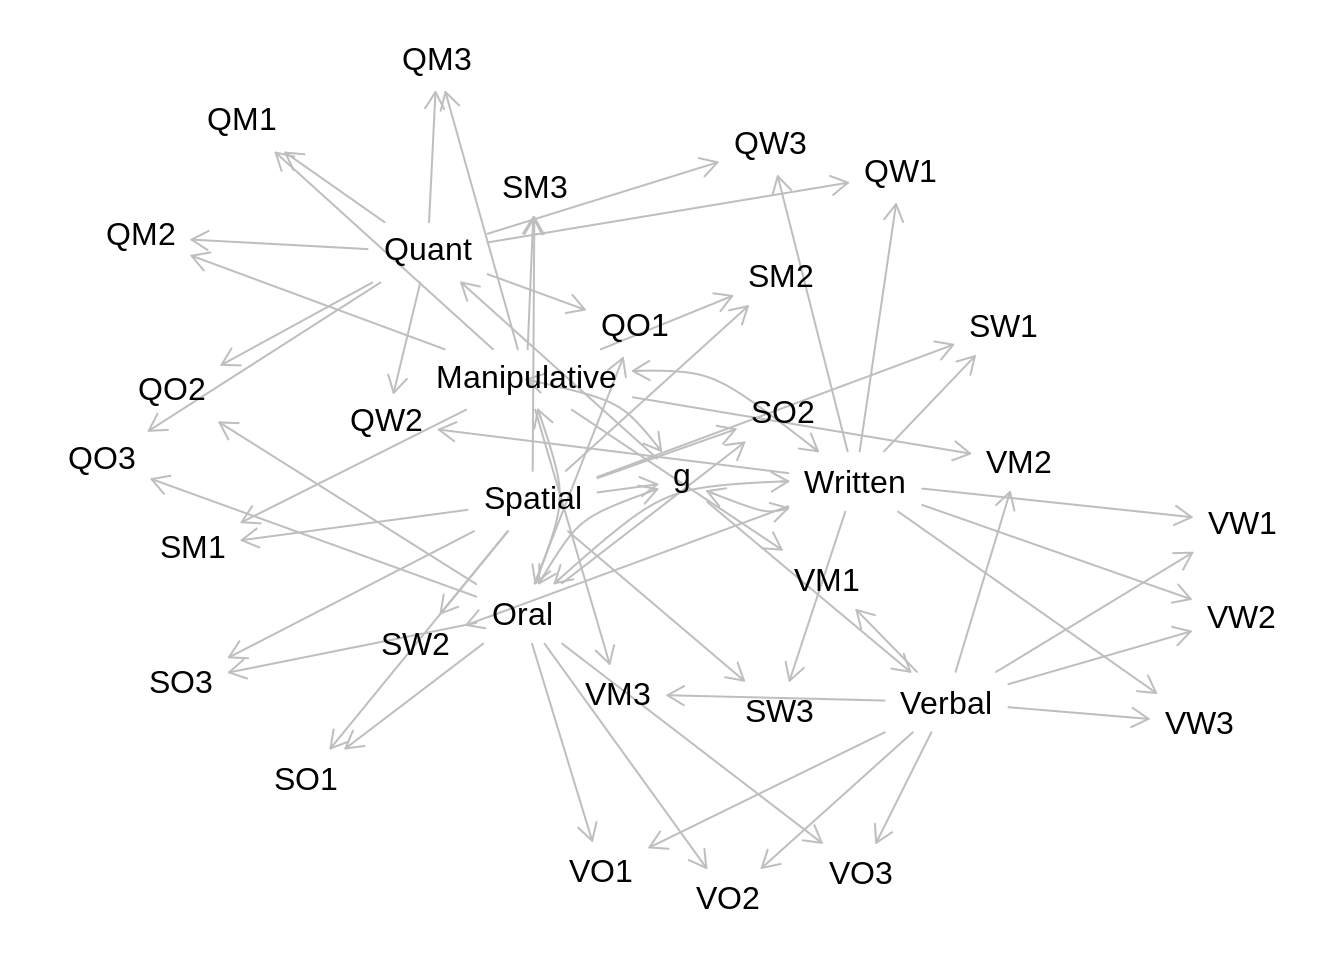 QM3
QM1
QW3
QW1
SM3
QM2
Quant
SM2
QO1
SW1
Manipulative
QO2
SO2
QW2
QO3
VM2
g
Written
Spatial
VW1
SM1
VM1
Oral
VW2
SW2
SO3
VM3
Verbal
SW3
VW3
SO1
VO1
VO3
VO2